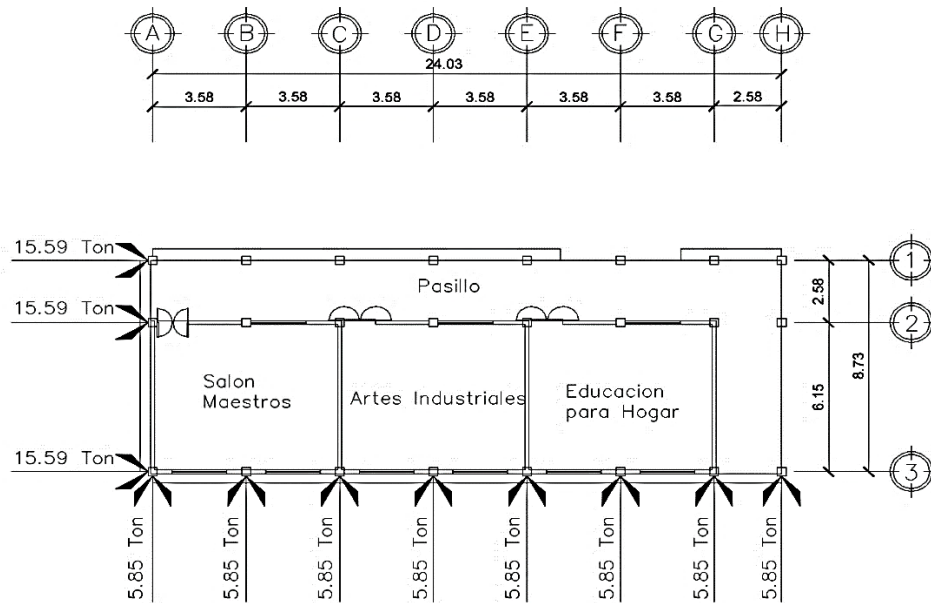 A B C D E F G H
24.03
3.58 3.58 3.58 3.58 3.58 3.58 2.58
15.59 Ton
1
Pasillo
2.58
15.59 Ton
2
8.73
Salon
Maestros
Artes Industriales
Educacion
para Hogar
6.15
15.59 Ton
3
5.85 Ton
5.85 Ton
5.85 Ton
5.85 Ton
5.85 Ton
5.85 Ton
5.85 Ton
5.85 Ton